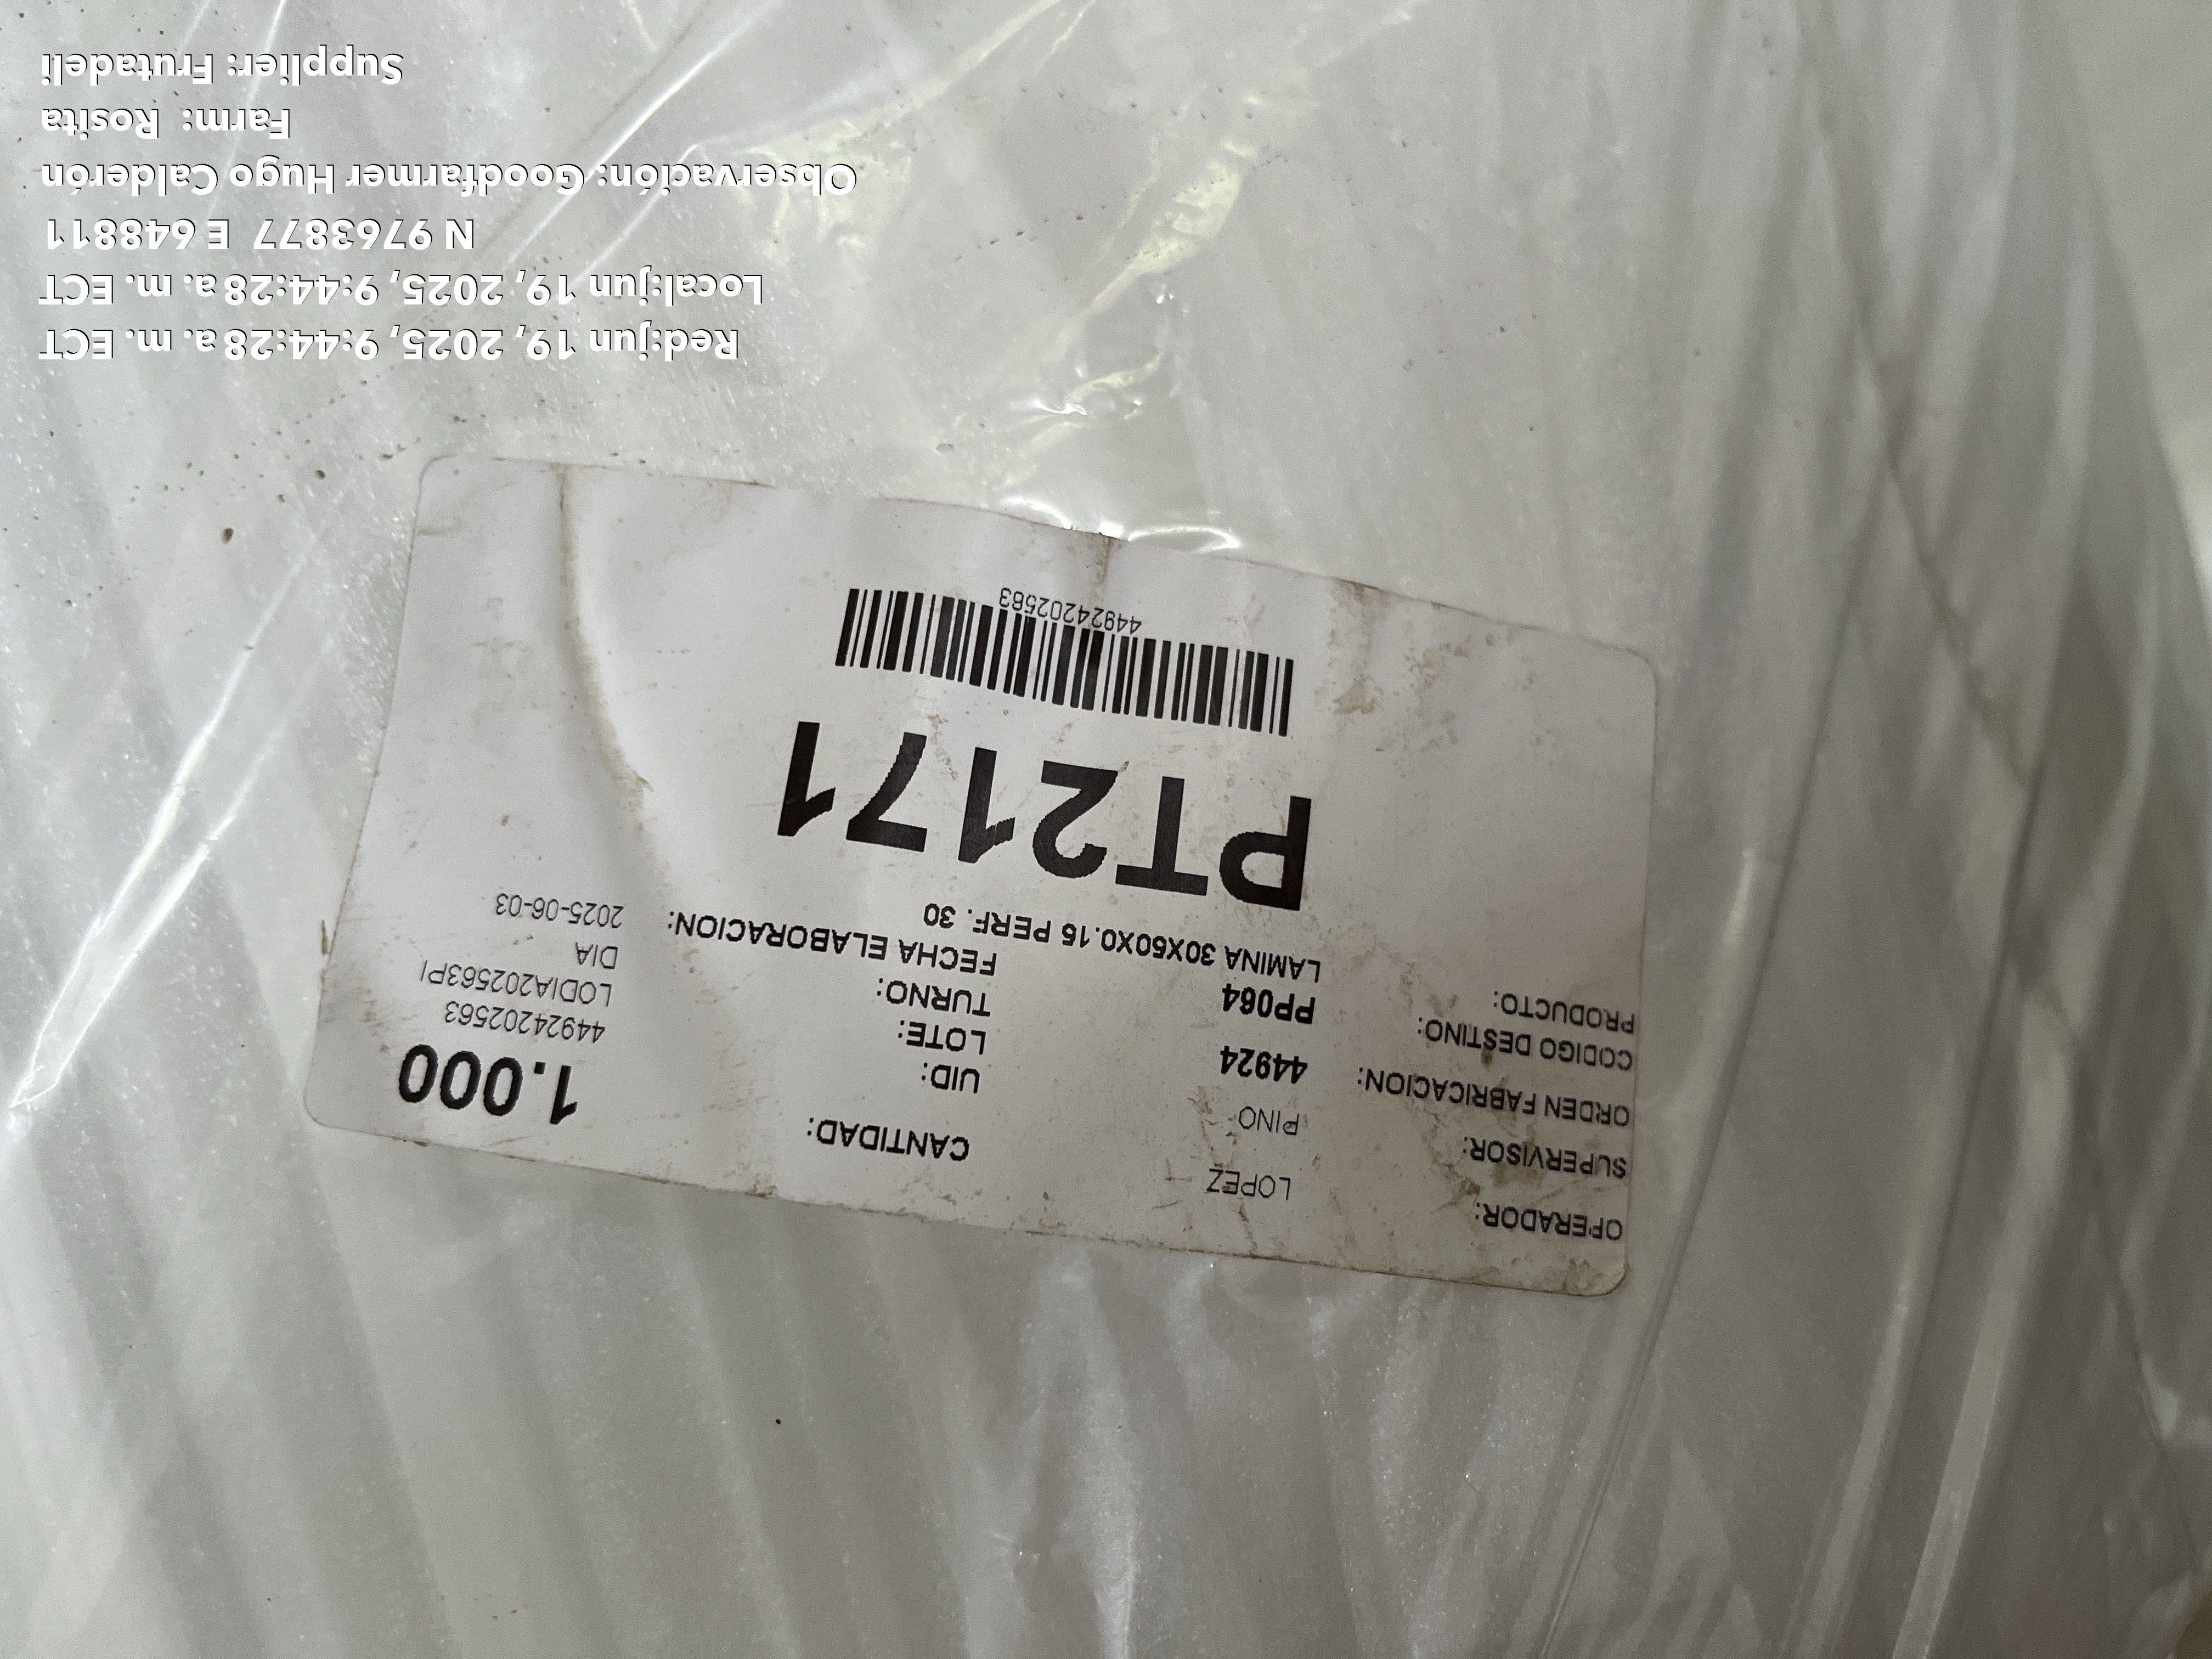 OPERADOR: LOPEZ
SUPERVISOR: PINO
ORDEN FABRICACION: 44924
CODIGO DESTINO: PP064
PRODUCTO: LAMINA 30X50X0.15 PERF. 30
CANTIDAD: 1.000
UID: 44924202563
LOTE: LODIA202563PI
TURNO: DIA
FECHA ELABORACION: 2025-06-03
PT2171
44924202563
Red:jun 19, 2025, 9:44:28 a. m. ECT
Local:jun 19, 2025, 9:44:28 a. m. ECT
N 9763877 E 648811
Observación: Goodfarmer Hugo Calderón
Farm: Rosita
Supplier: Frutadeli